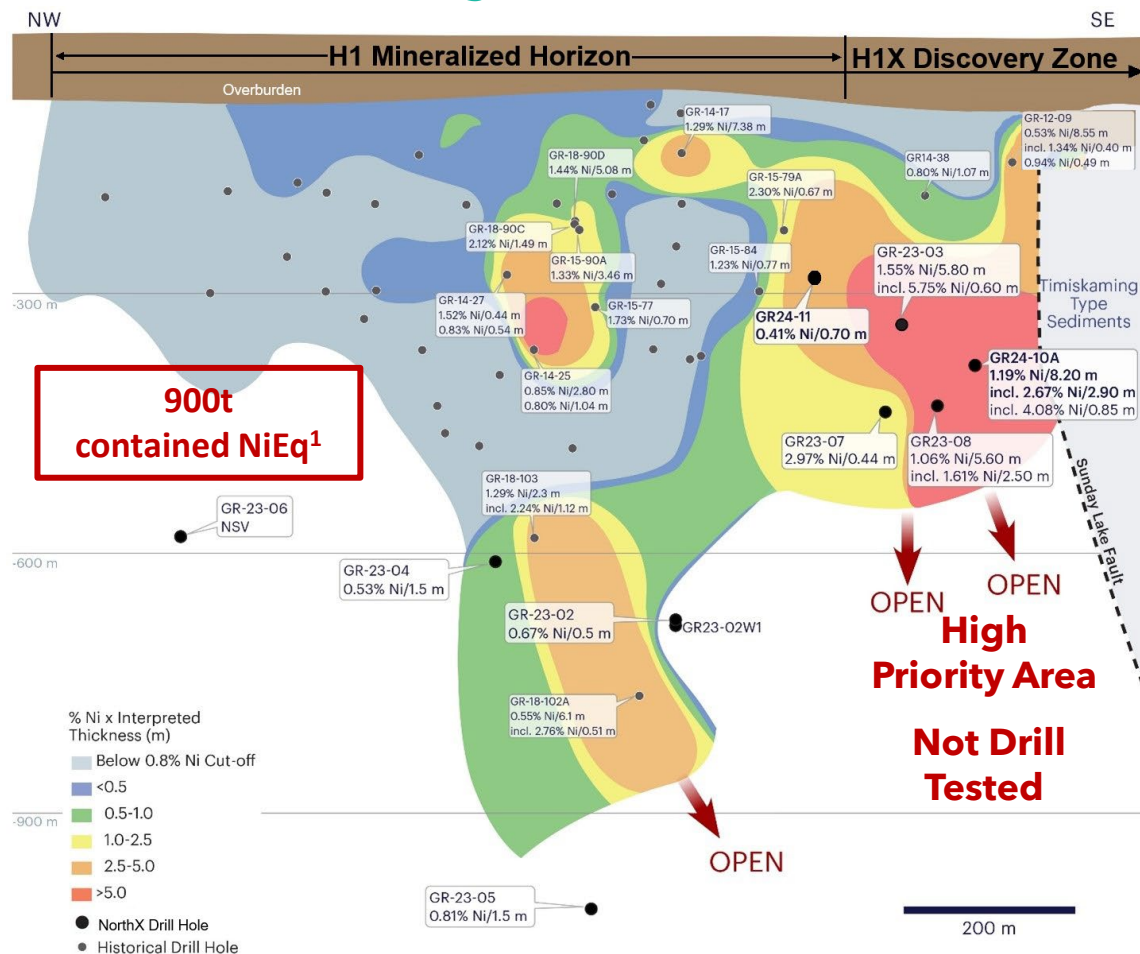 NW
SE
H1 Mineralized Horizon
H1X Discovery Zone
Overburden
GR-14-17
1.29% Ni/7.38 m
GR-12-09
0.53% Ni/8.55 m
incl. 1.34% Ni/0.40 m
0.94% Ni/0.49 m
GR-18-90D
1.44% Ni/5.08 m
GR14-38
0.80% Ni/1.07 m
GR-15-79A
2.30% Ni/0.67 m
GR-18-90C
2.12% Ni/1.49 m
GR-15-90A
1.33% Ni/3.46 m
GR-15-84
1.23% Ni/0.77 m
GR-23-03
1.55% Ni/5.80 m
incl. 5.75% Ni/0.60 m
-300 m
Timiskaming
Type
Sediments
GR-14-27
1.52% Ni/0.44 m
0.83% Ni/0.54 m
GR-15-77
1.73% Ni/0.70 m
GR24-11
0.41% Ni/0.70 m
GR24-10A
1.19% Ni/8.20 m
incl. 2.67% Ni/2.90 m
incl. 4.08% Ni/0.85 m
GR-14-25
0.85% Ni/2.80 m
0.80% Ni/1.04 m
900t
contained NiEq¹
GR23-07
2.97% Ni/0.44 m
GR23-08
1.06% Ni/5.60 m
incl. 1.61% Ni/2.50 m
Sunday Lake Fault
GR-18-103
1.29% Ni/2.3 m
incl. 2.24% Ni/1.12 m
GR-23-06
NSV
-600 m
GR-23-04
0.53% Ni/1.5 m
OPEN
OPEN
GR-23-02
0.67% Ni/0.5 m
GR23-02W1
High
Priority Area
Not Drill
Tested
GR-18-102A
0.55% Ni/6.1 m
incl. 2.76% Ni/0.51 m
% Ni x Interpreted
Thickness (m)
Below 0.8% Ni Cut-off
<0.5
0.5-1.0
1.0-2.5
2.5-5.0
>5.0
NorthX Drill Hole
Historical Drill Hole
-900 m
OPEN
GR-23-05
0.81% Ni/1.5 m
200 m